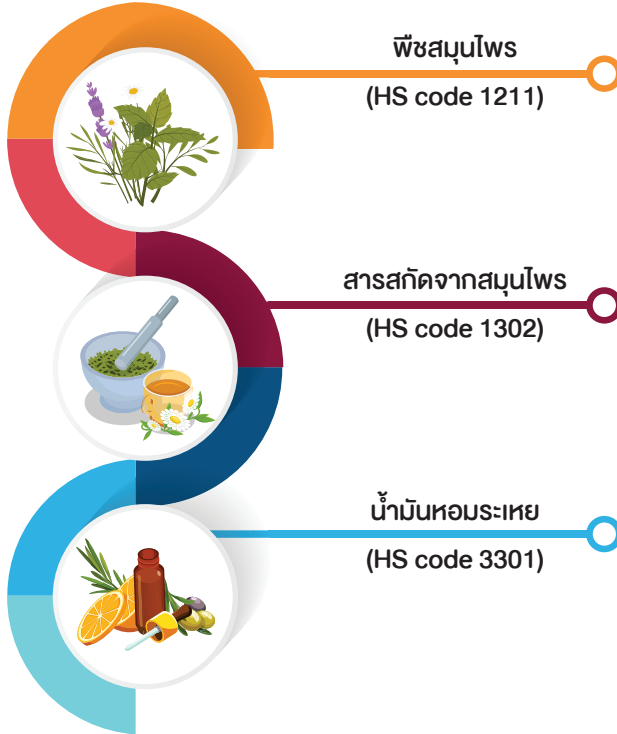 พืชสมุนไพร
(HS code 1211)
สารสกัดจากสมุนไพร
(HS code 1302)
น้ำมันหอมระเหย
(HS code 3301)